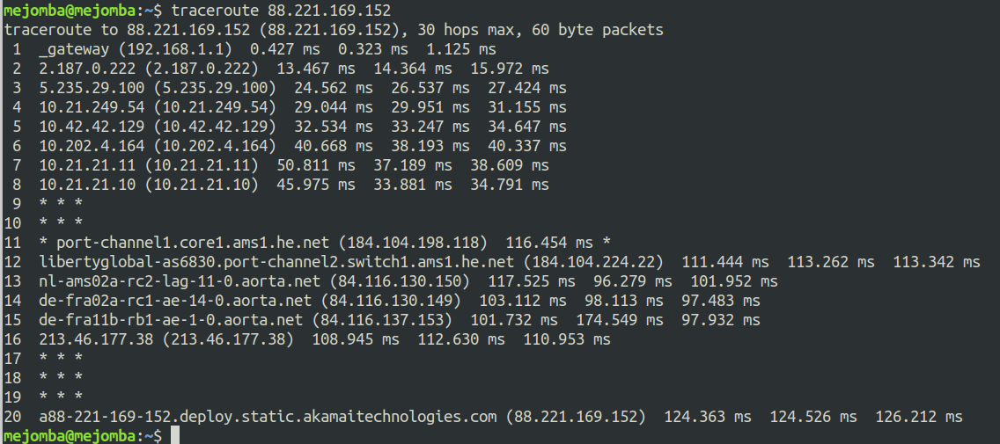 mejomba@mejomba:~$ traceroute 88.221.169.152
traceroute to 88.221.169.152 (88.221.169.152), 30 hops max, 60 byte packets
 1  _gateway (192.168.1.1)  0.427 ms  0.323 ms  1.125 ms
 2  2.187.0.222 (2.187.0.222)  13.467 ms  14.364 ms  15.972 ms
 3  5.235.29.100 (5.235.29.100)  24.562 ms  26.537 ms  27.424 ms
 4  10.21.249.54 (10.21.249.54)  29.044 ms  29.951 ms  31.155 ms
 5  10.42.42.129 (10.42.42.129)  32.534 ms  33.247 ms  34.647 ms
 6  10.202.4.164 (10.202.4.164)  40.668 ms  38.193 ms  40.337 ms
 7  10.21.21.11 (10.21.21.11)  50.811 ms  37.189 ms  38.609 ms
 8  10.21.21.10 (10.21.21.10)  45.975 ms  33.881 ms  34.791 ms
 9  * * *
10  * * *
11  * port-channel1.core1.ams1.he.net (184.104.198.118)  116.454 ms *
12  libertyglobal-as6830.port-channel2.switch1.ams1.he.net (184.104.224.22)  111.444 ms  113.262 ms  113.342 ms
13  nl-ams02a-rc2-lag-11-0.aorta.net (84.116.130.150)  117.525 ms  96.279 ms  101.952 ms
14  de-fra02a-rc1-ae-14-0.aorta.net (84.116.130.149)  103.112 ms  98.113 ms  97.483 ms
15  de-fra11b-rb1-ae-1-0.aorta.net (84.116.137.153)  101.732 ms  174.549 ms  97.932 ms
16  213.46.177.38 (213.46.177.38)  108.945 ms  112.630 ms  110.953 ms
17  * * *
18  * * *
19  * * *
20  a88-221-169-152.deploy.static.akamaitechnologies.com (88.221.169.152)  124.363 ms  124.526 ms  126.212 ms
mejomba@mejomba:~$